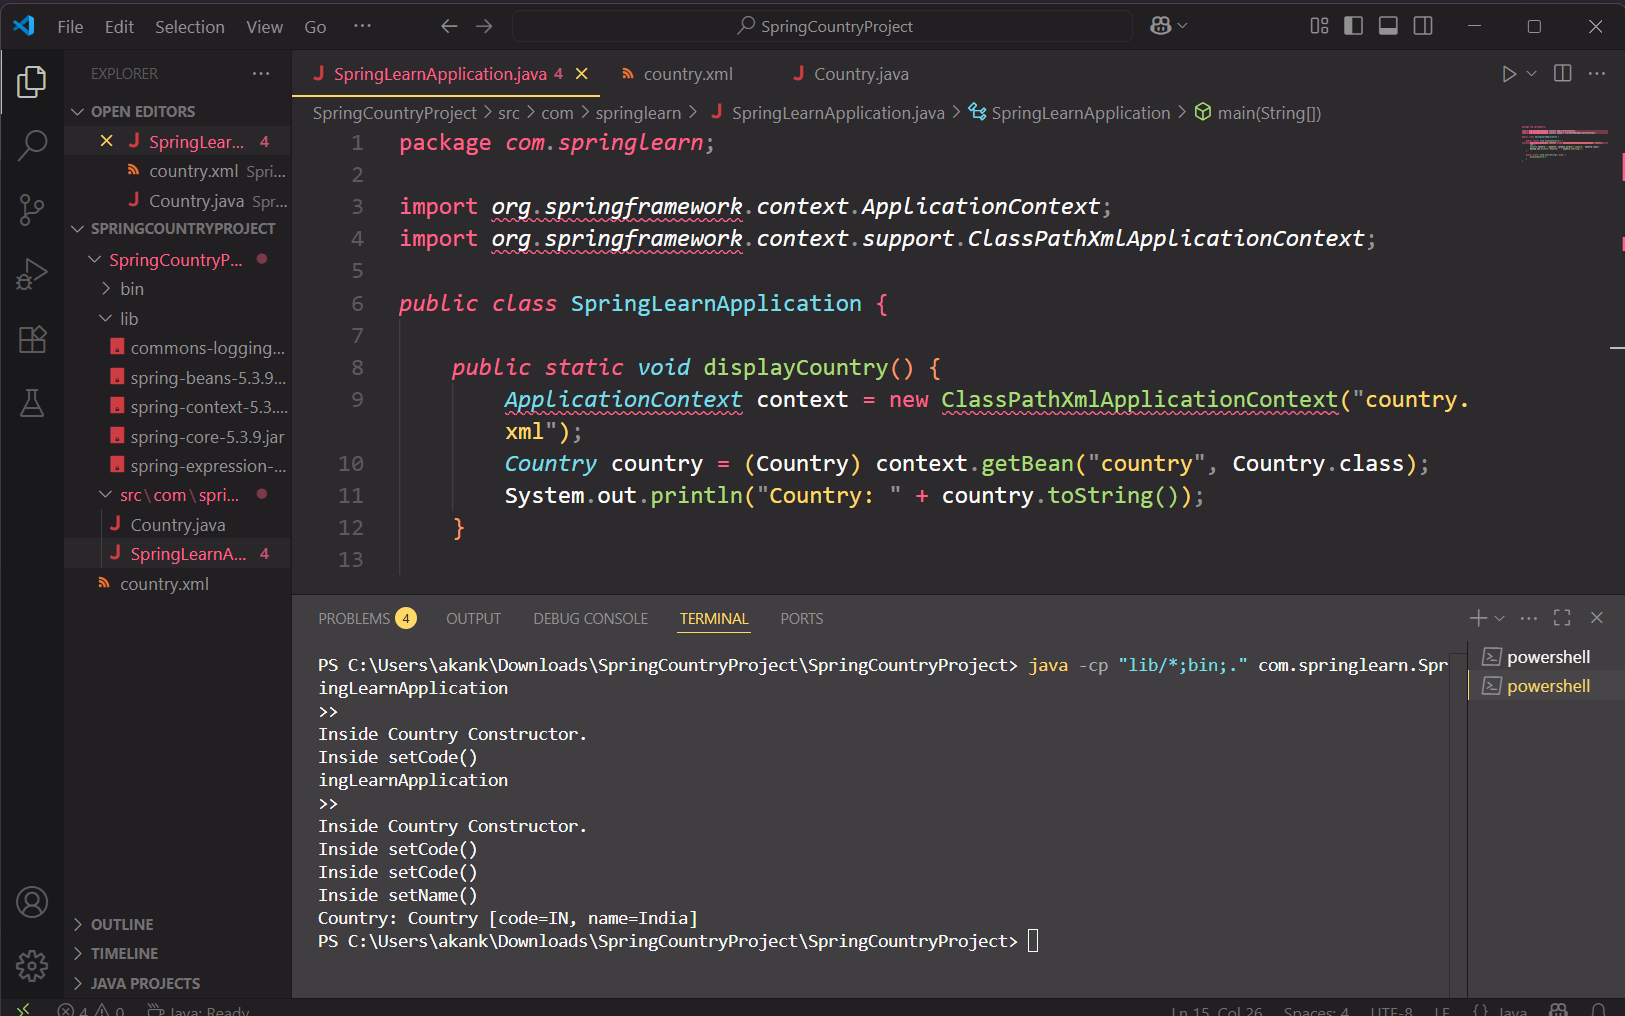 File Edit Selection View Go ··· SpringCountryProject
EXPLORER ···
OPEN EDITORS
SpringLear... 4
country.xml Spri...
Country.java Spr...
SPRINGCOUNTRYPROJECT
SpringCountryP...
bin
lib
commons-logging...
spring-beans-5.3.9...
spring-context-5.3....
spring-core-5.3.9.jar
spring-expression-...
src\com\spri...
Country.java
SpringLearnA... 4
country.xml
OUTLINE
TIMELINE
JAVA PROJECTS
SpringLearnApplication.java 4 country.xml Country.java
SpringCountryProject > src > com > springlearn > SpringLearnApplication.java > SpringLearnApplication > main(String[])
1 package com.springlearn;
2
3 import org.springframework.context.ApplicationContext;
4 import org.springframework.context.support.ClassPathXmlApplicationContext;
5
6 public class SpringLearnApplication {
7
8 public static void displayCountry() {
9 ApplicationContext context = new ClassPathXmlApplicationContext("country.
xml");
10 Country country = (Country) context.getBean("country", Country.class);
11 System.out.println("Country: " + country.toString());
12 }
13
PROBLEMS 4 OUTPUT DEBUG CONSOLE TERMINAL PORTS
PS C:\Users\akank\Downloads\SpringCountryProject\SpringCountryProject> java -cp "lib/*;bin;." com.springlearn.Spr
ingLearnApplication
>>
Inside Country Constructor.
Inside setCode()
ingLearnApplication
>>
Inside Country Constructor.
Inside setCode()
Inside setCode()
Inside setName()
Country: Country [code=IN, name=India]
PS C:\Users\akank\Downloads\SpringCountryProject\SpringCountryProject>
powershell
powershell
4 0 Java: Ready Ln 15, Col 26 Spaces: 4 UTF-8 LF {} Java